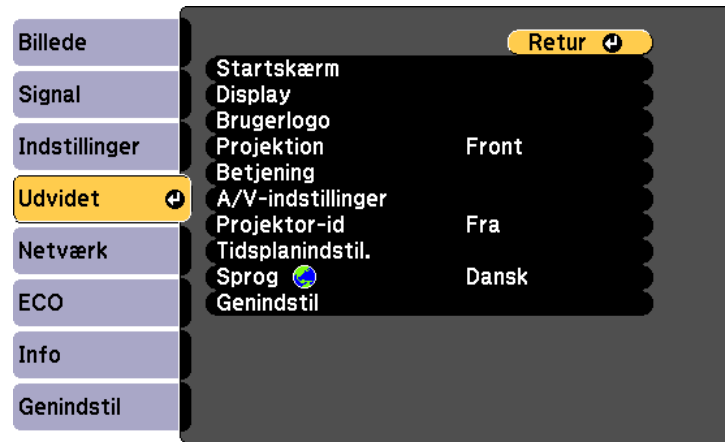 Billede
Signal
Indstillinger
Udvidet
Netværk
ECO
Info
Genindstil
Retur
Startskærm
Display
Brugerlogo
Projektion Front
Betjening
A/V-indstillinger
Projektor-id Fra
Tidsplanindstil.
Sprog Dansk
Genindstil